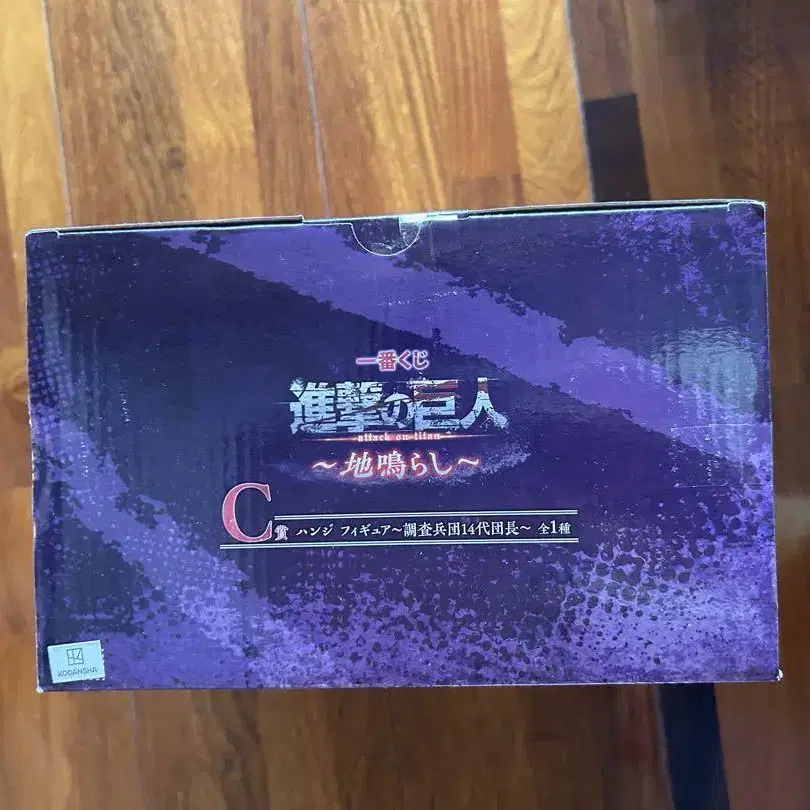 一番くじ
進撃の巨人
attack on titan
～地鳴らし～
C賞 ハンジ フィギュア～調査兵団14代団長～ 全1種
KODANSHA